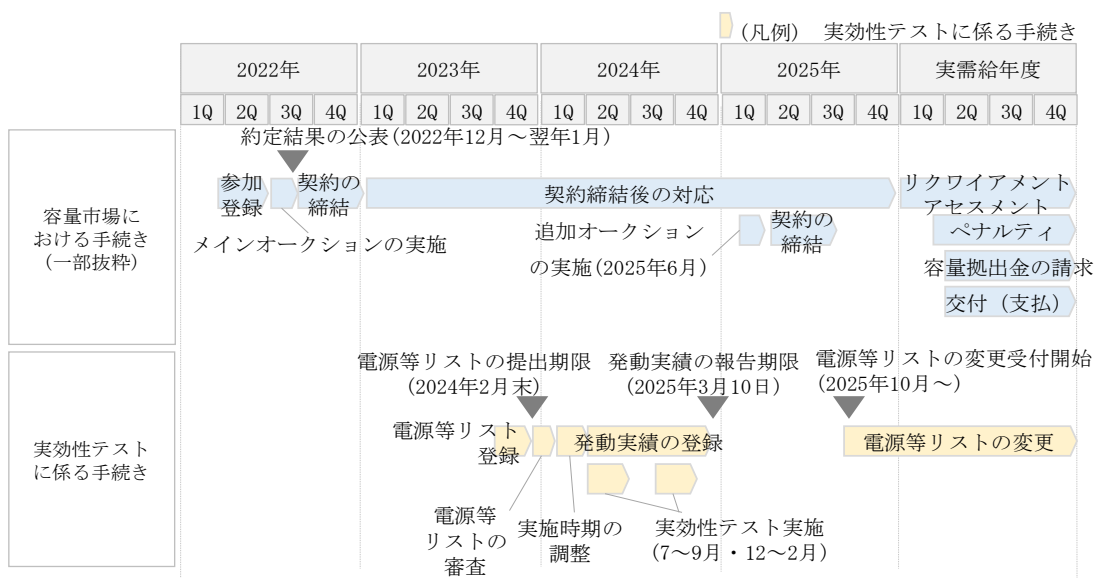 (凡例) 実効性テストに係る手続き
2022年 2023年 2024年 2025年 実需給年度
1Q 2Q 3Q 4Q 1Q 2Q 3Q 4Q 1Q 2Q 3Q 4Q 1Q 2Q 3Q 4Q 1Q 2Q 3Q 4Q
容量市場に
おける手続き
(一部抜粋)
約定結果の公表(2022年12月～翌年1月)
参加
登録
契約の
締結
メインオークションの実施
契約締結後の対応
追加オークション
の実施(2025年6月)
契約の
締結
リクワイアメント
アセスメント
ペナルティ
容量拠出金の請求
交付（支払）
実効性テスト
に係る手続き
電源等リストの提出期限
(2024年2月末)
発動実績の報告期限
(2025年3月10日)
電源等リストの変更受付開始
(2025年10月～)
電源等リスト
登録
発動実績の登録
電源等リストの変更
電源等
リストの
審査
実施時期の
調整
実効性テスト実施
(7～9月・12～2月)